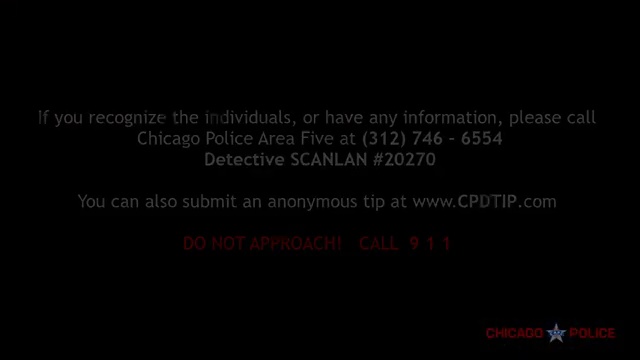 If you recognize the individuals, or have any information, please call
Chicago Police Area Five at (312) 746 - 6554
Detective SCANLAN #20270
You can also submit an anonymous tip at www.CPDTIP.com
DO NOT APPROACH! CALL 9 1 1
CHICAGO POLICE